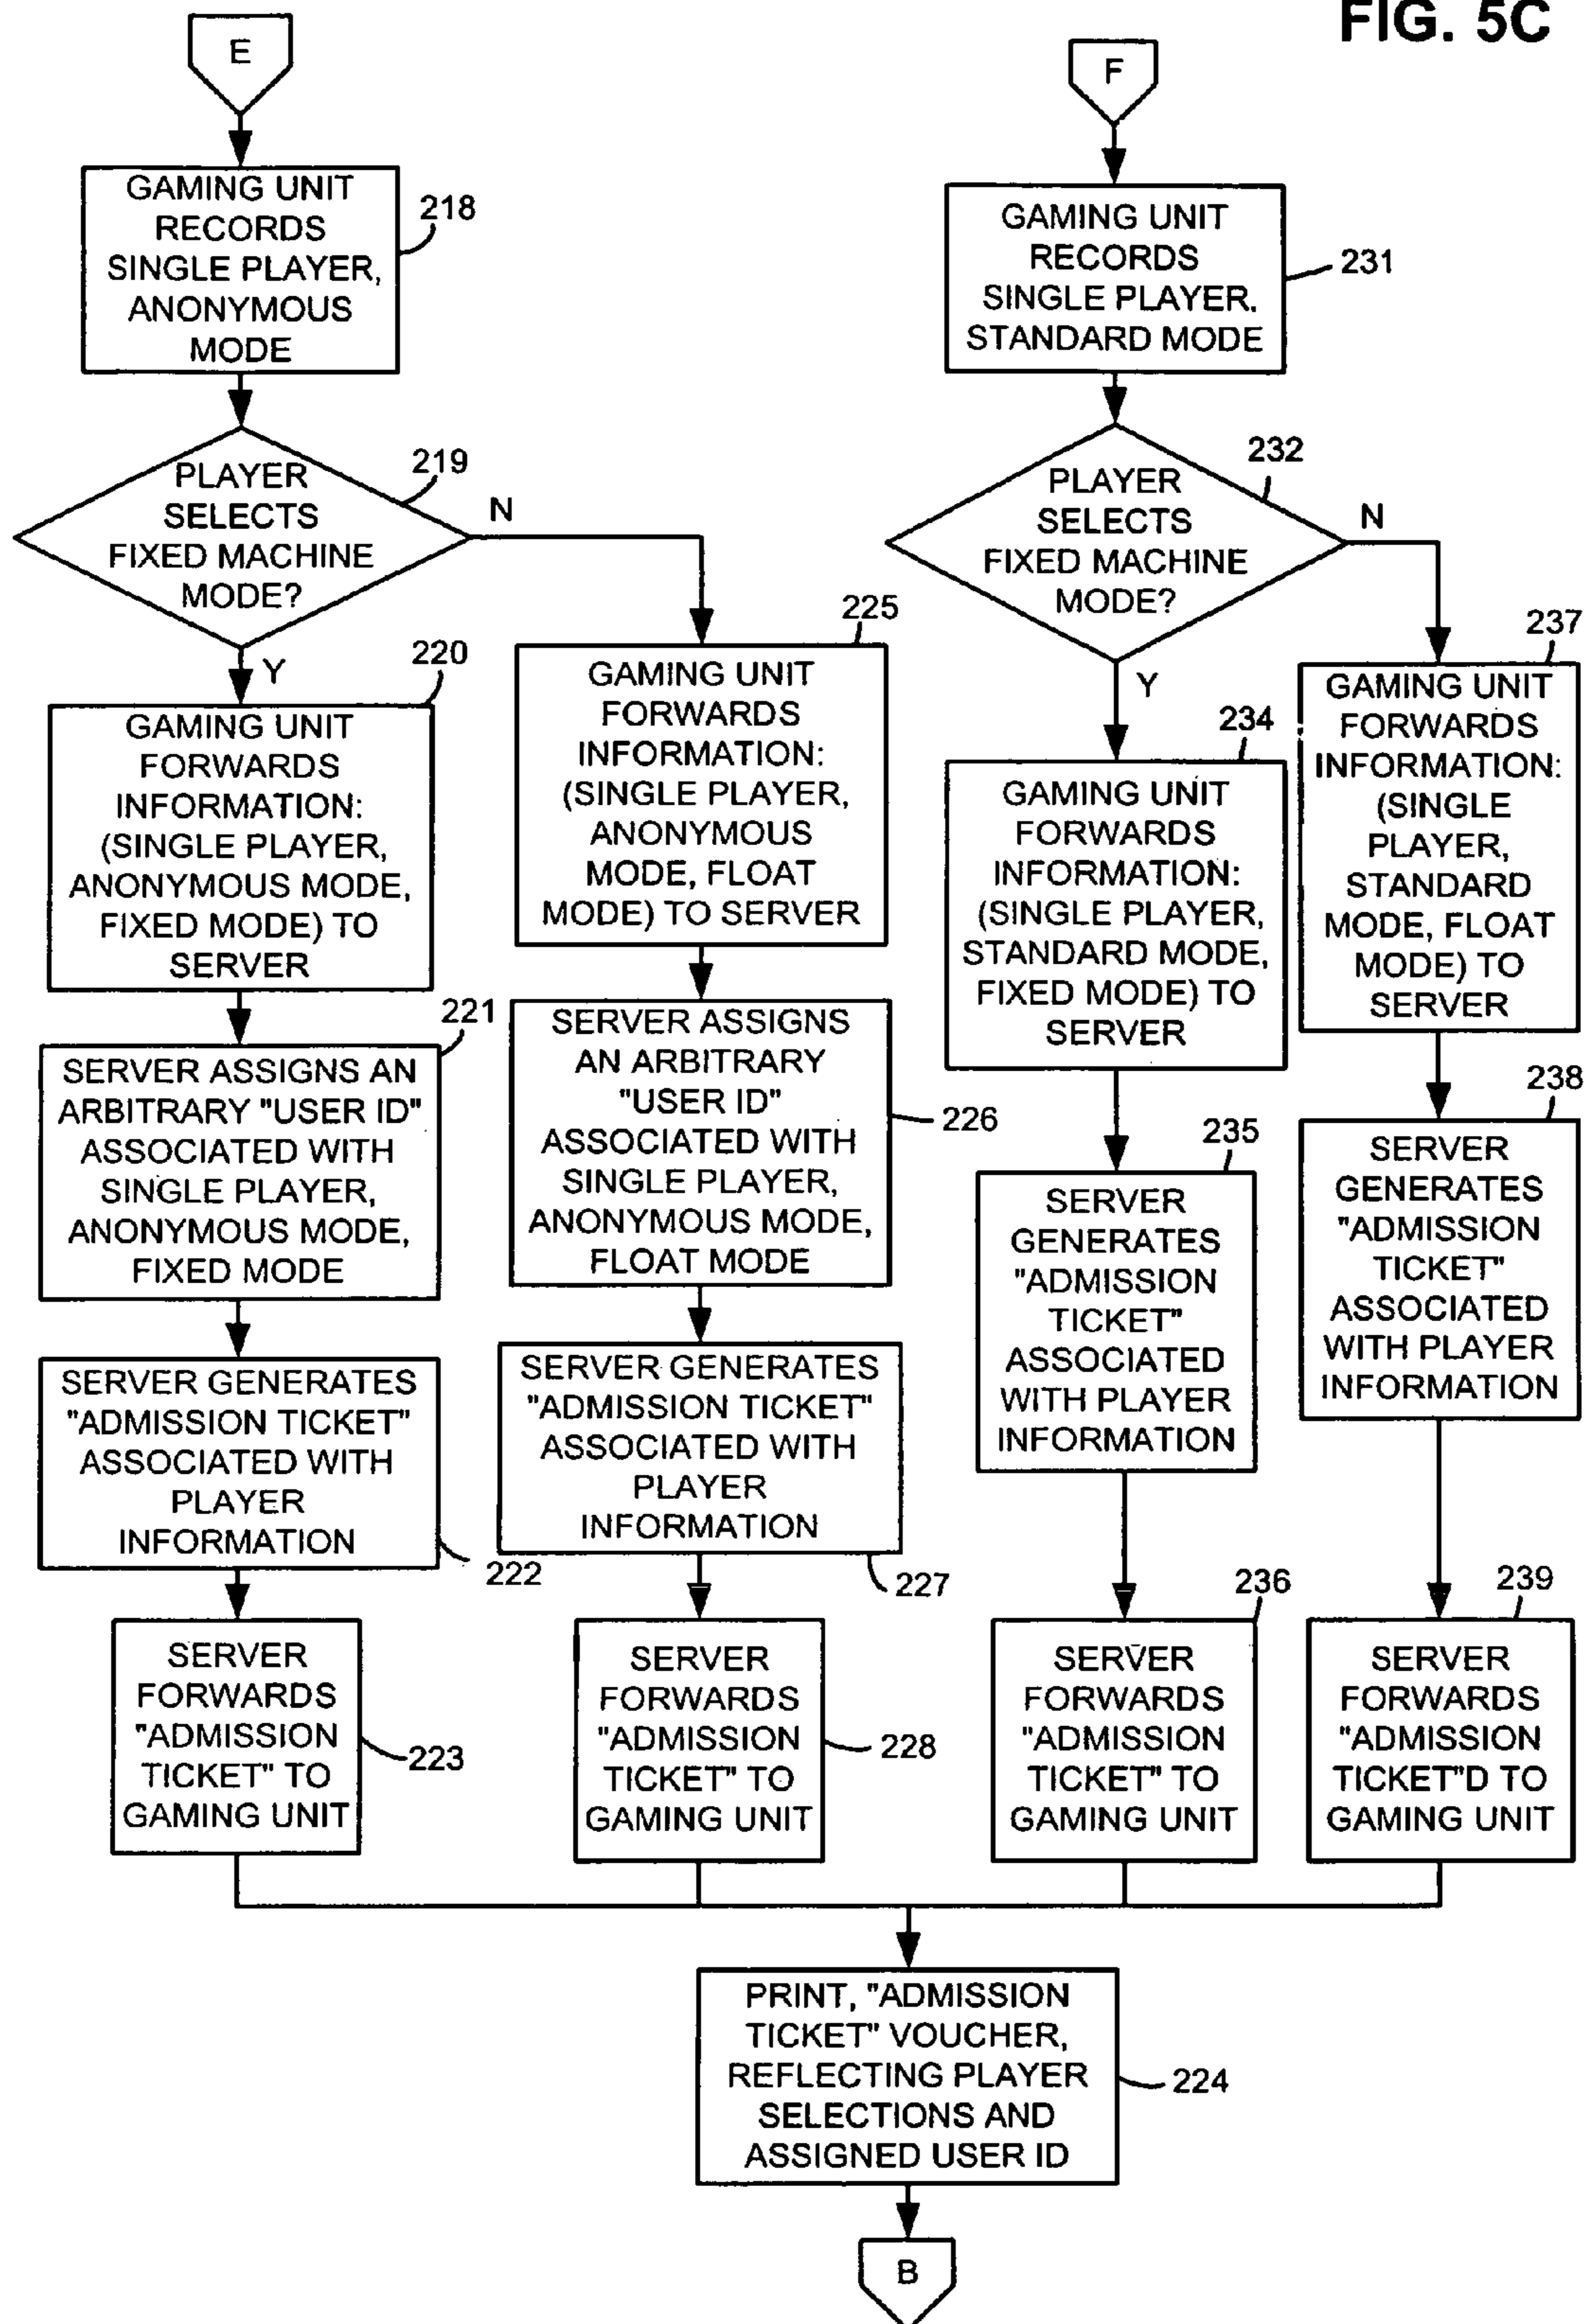 FIG. 5C
E
GAMING UNIT
RECORDS
SINGLE PLAYER,
ANONYMOUS
MODE
218
PLAYER
SELECTS
FIXED MACHINE
MODE?
219
N
Y
220
GAMING UNIT
FORWARDS
INFORMATION:
(SINGLE PLAYER,
ANONYMOUS MODE,
FIXED MODE) TO
SERVER
221
SERVER ASSIGNS AN
ARBITRARY "USER ID"
ASSOCIATED WITH
SINGLE PLAYER,
ANONYMOUS MODE,
FIXED MODE
SERVER GENERATES
"ADMISSION TICKET"
ASSOCIATED WITH
PLAYER
INFORMATION
222
SERVER
FORWARDS
"ADMISSION
TICKET" TO
GAMING UNIT
223
225
GAMING UNIT
FORWARDS
INFORMATION:
(SINGLE PLAYER,
ANONYMOUS
MODE, FLOAT
MODE) TO SERVER
SERVER ASSIGNS
AN ARBITRARY
"USER ID"
ASSOCIATED WITH
SINGLE PLAYER,
ANONYMOUS MODE,
FLOAT MODE
226
SERVER GENERATES
"ADMISSION TICKET"
ASSOCIATED WITH
PLAYER
INFORMATION
227
SERVER
FORWARDS
"ADMISSION
TICKET" TO
GAMING UNIT
228
F
GAMING UNIT
RECORDS
SINGLE PLAYER.
STANDARD MODE
231
PLAYER
SELECTS
FIXED MACHINE
MODE?
232
N
Y
234
GAMING UNIT
FORWARDS
INFORMATION:
(SINGLE PLAYER,
STANDARD MODE,
FIXED MODE) TO
SERVER
235
SERVER
GENERATES
"ADMISSION
TICKET"
ASSOCIATED
WITH PLAYER
INFORMATION
236
SERVER
FORWARDS
"ADMISSION
TICKET" TO
GAMING UNIT
237
GAMING UNIT
FORWARDS
INFORMATION:
(SINGLE
PLAYER,
STANDARD
MODE, FLOAT
MODE) TO
SERVER
238
SERVER
GENERATES
"ADMISSION
TICKET"
ASSOCIATED
WITH PLAYER
INFORMATION
239
SERVER
FORWARDS
"ADMISSION
TICKET"D TO
GAMING UNIT
PRINT, "ADMISSION
TICKET" VOUCHER,
REFLECTING PLAYER
SELECTIONS AND
ASSIGNED USER ID
224
B